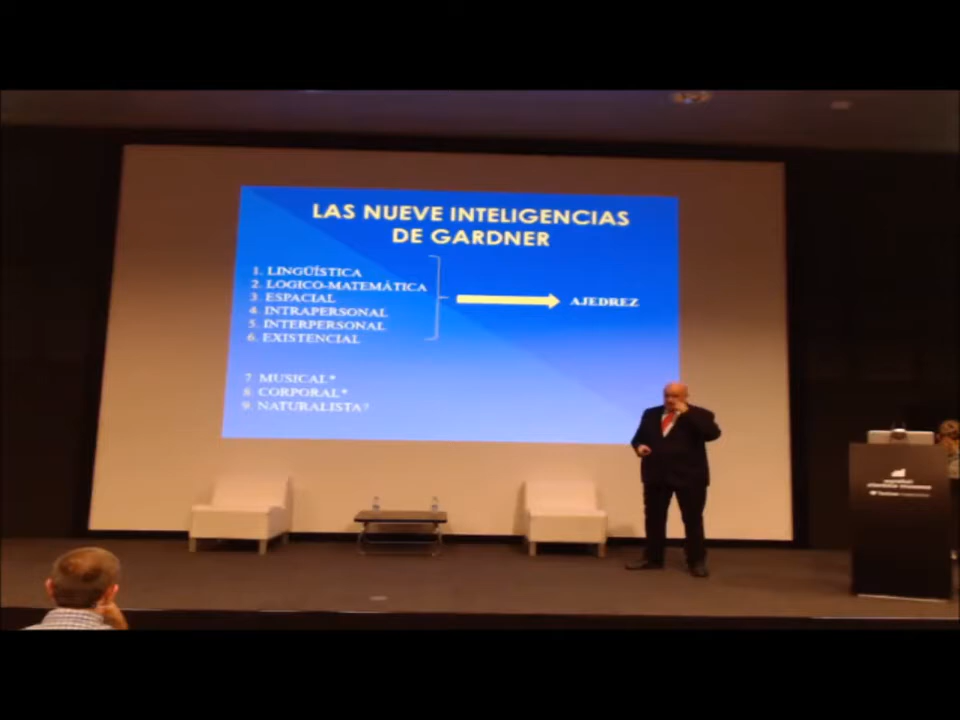 LAS NUEVE INTELIGENCIAS
DE GARDNER
1. LINGÜÍSTICA
2. LOGICO-MATEMÁTICA
3. ESPACIAL
4. INTRAPERSONAL
5. INTERPERSONAL
6. EXISTENCIAL
AJEDREZ
7. MUSICAL*
8. CORPORAL*
9. NATURALISTA?